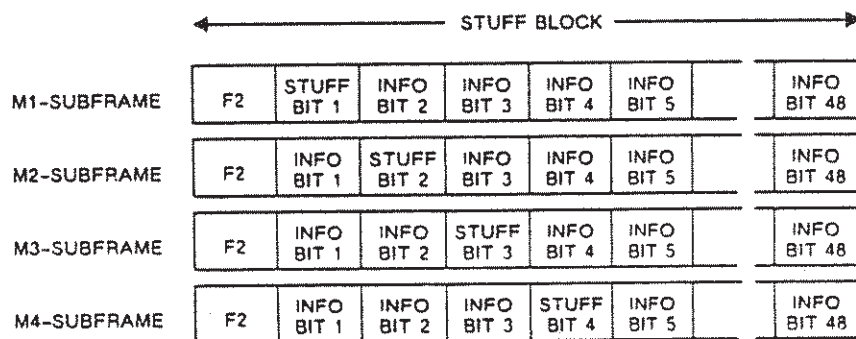 STUFF BLOCK
M1-SUBFRAME F2 STUFF BIT 1 INFO BIT 2 INFO BIT 3 INFO BIT 4 INFO BIT 5 INFO BIT 48
M2-SUBFRAME F2 INFO BIT 1 STUFF BIT 2 INFO BIT 3 INFO BIT 4 INFO BIT 5 INFO BIT 48
M3-SUBFRAME F2 INFO BIT 1 INFO BIT 2 STUFF BIT 3 INFO BIT 4 INFO BIT 5 INFO BIT 48
M4-SUBFRAME F2 INFO BIT 1 INFO BIT 2 INFO BIT 3 STUFF BIT 4 INFO BIT 5 INFO BIT 48